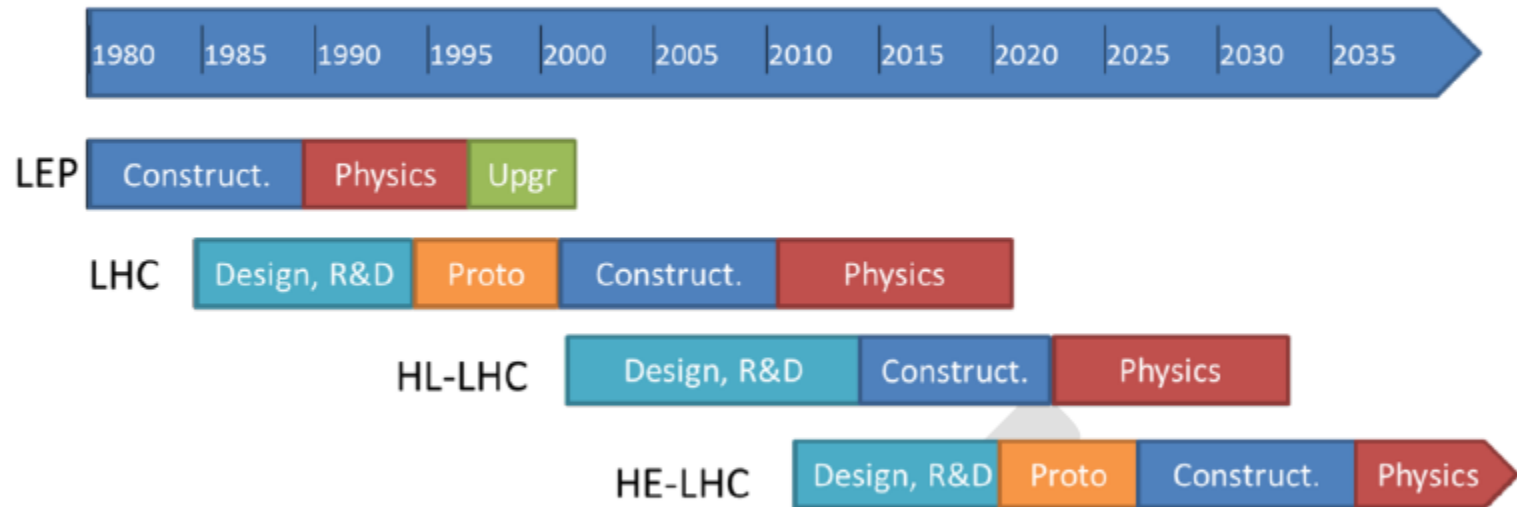 1980 1985 1990 1995 2000 2005 2010 2015 2020 2025 2030 2035
LEP Construct. Physics Upgr
LHC Design, R&D Proto Construct. Physics
HL-LHC Design, R&D Construct. Physics
HE-LHC Design, R&D Proto Construct. Physics